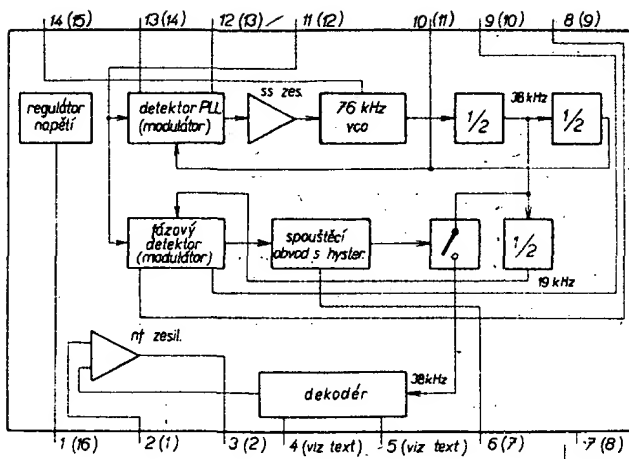 14 (15) 13 (14) 12 (13) 11 (12) 10 (11) 9 (10) 8 (9)
regulátor
napětí
detektor PLL
(modulátor)
ss zes.
76 kHz
vco
1/2
38 kHz
1/2
fázový
detektor
(modulátor)
spouštěcí
obvod s hyster.
1/2
19 kHz
nf zesil.
dekodér
38 kHz
1 (16) 2 (1) 3 (2) 4 (viz text) 5 (viz text) 6 (7) 7 (8)